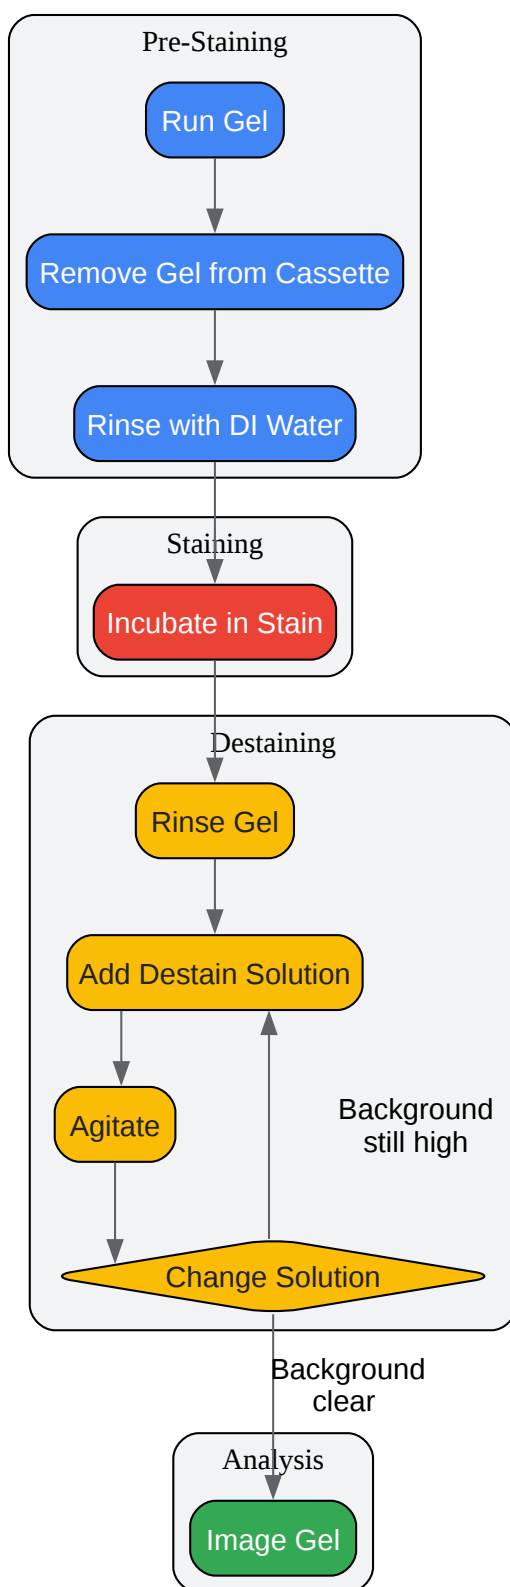 Pre-Staining
Run Gel
Remove Gel from Cassette
Rinse with DI Water
Staining
Incubate in Stain
Destaining
Rinse Gel
Add Destain Solution
Agitate
Background
still high
Change Solution
Background
clear
Analysis
Image Gel